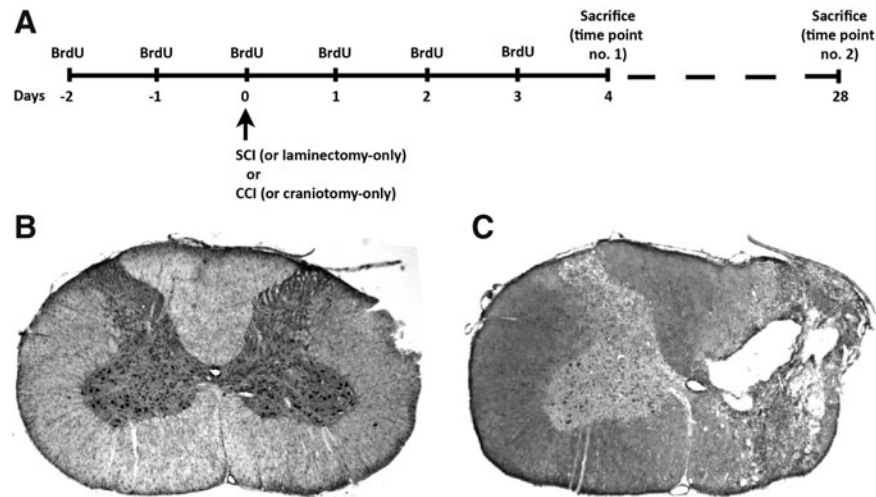 A
BrdU BrdU BrdU BrdU BrdU BrdU Sacrifice (time point no. 1) Sacrifice (time point no. 2)
Days -2 -1 0 1 2 3 4 28
SCI (or laminectomy-only)
or
CCI (or craniotomy-only)
B C